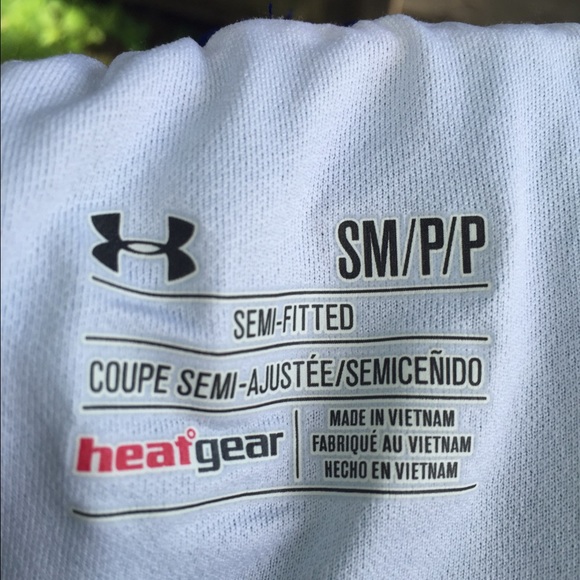 SM/P/P
SEMI-FITTED
COUPE SEMI-AJUSTÉE/SEMICEÑIDO
heatgear
MADE IN VIETNAM
FABRIQUÉ AU VIETNAM
HECHO EN VIETNAM